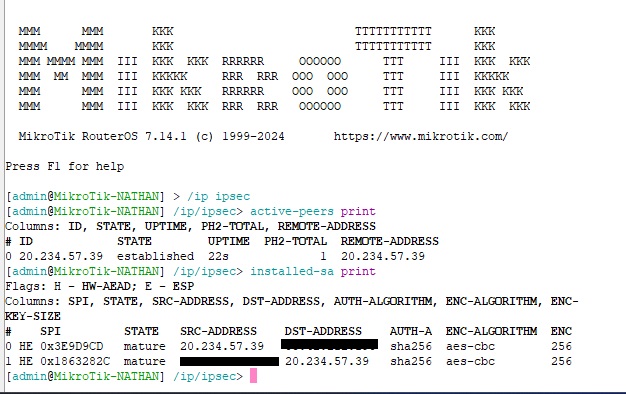 MMM      MMM       KKK                          TTTTTTTTTTT      KKK
MMMM    MMMM       KKK                          TTTTTTTTTTT      KKK
MMM MMMM MMM  III  KKK  KKK  RRRRRR     OOOOOO      TTT     III  KKK  KKK
MMM  MM  MMM  III  KKKKK     RRR  RRR  OOO  OOO     TTT     III  KKKKK
MMM      MMM  III  KKK KKK   RRRRRR    OOO  OOO     TTT     III  KKK KKK
MMM      MMM  III  KKK  KKK  RRR  RRR   OOOOOO      TTT     III  KKK  KKK
MikroTik RouterOS 7.14.1 (c) 1999-2024       https://www.mikrotik.com/
Press F1 for help
[admin@MikroTik-NATHAN] > /ip ipsec
[admin@MikroTik-NATHAN] /ip/ipsec> active-peers print
Columns: ID, STATE, UPTIME, PH2-TOTAL, REMOTE-ADDRESS
# ID            STATE        UPTIME  PH2-TOTAL  REMOTE-ADDRESS
0 20.234.57.39  established  22s             1  20.234.57.39
[admin@MikroTik-NATHAN] /ip/ipsec> installed-sa print
Flags: H - HW-AEAD; E - ESP
Columns: SPI, STATE, SRC-ADDRESS, DST-ADDRESS, AUTH-ALGORITHM, ENC-ALGORITHM, ENC-
KEY-SIZE
#    SPI         STATE   SRC-ADDRESS    DST-ADDRESS    AUTH-A  ENC-ALGORITHM  ENC
0 HE 0x3E9D9CD   mature  20.234.57.39   sha256  aes-cbc        256
1 HE 0x1863282C  mature  20.234.57.39   sha256  aes-cbc        256
[admin@MikroTik-NATHAN] /ip/ipsec>